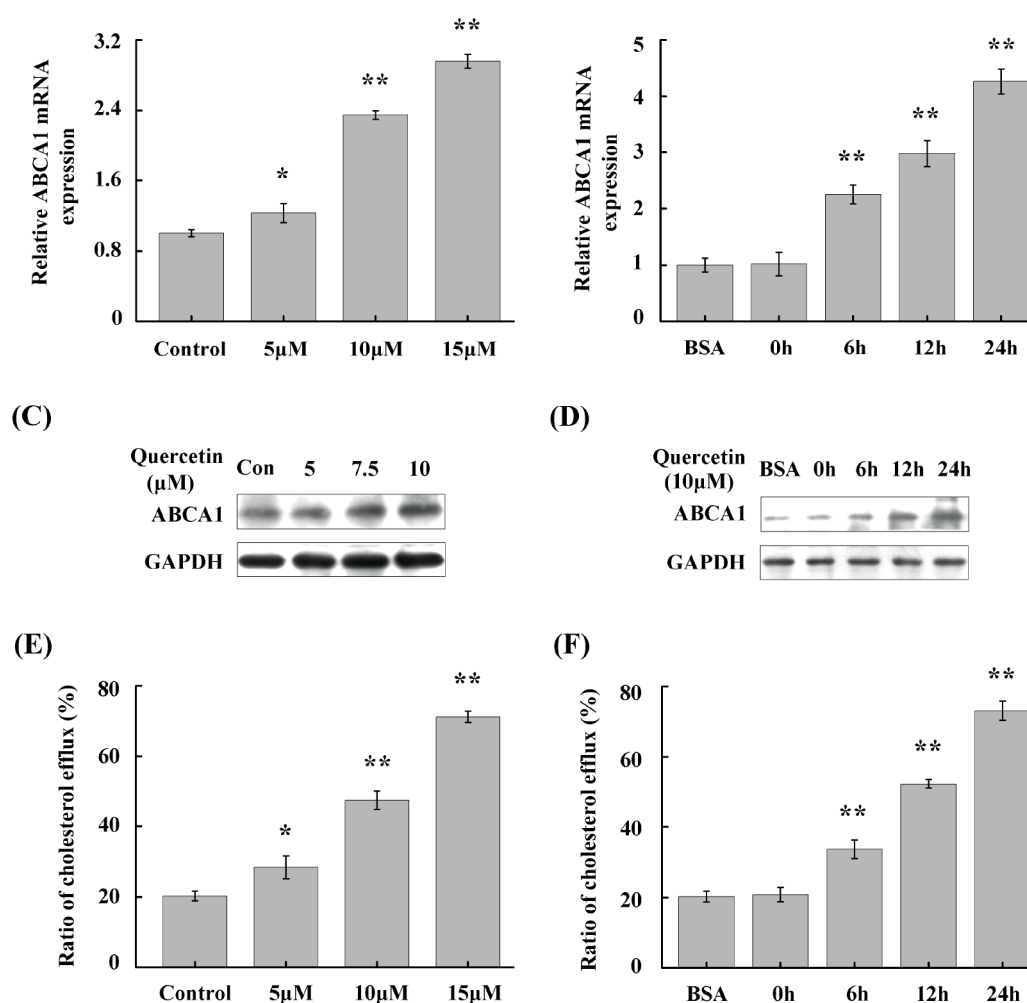 **
3.2
**
2.4
*
1.6
0.8
0
Relative ABCA1 mRNA
expression
Control 5μM 10μM 15μM
**
5
**
4
**
3
2
1
0
Relative ABCA1 mRNA
expression
BSA 0h 6h 12h 24h
(C)
Quercetin Con 5 7.5 10
(μM)
ABCA1
GAPDH
(D)
Quercetin BSA 0h 6h 12h 24h
(10μM)
ABCA1
GAPDH
(E)
80
**
60
**
40
*
20
0
Ratio of cholesterol efflux (%)
Control 5μM 10μM 15μM
(F)
80
**
60
**
40
**
20
0
Ratio of cholesterol efflux (%)
BSA 0h 6h 12h 24h